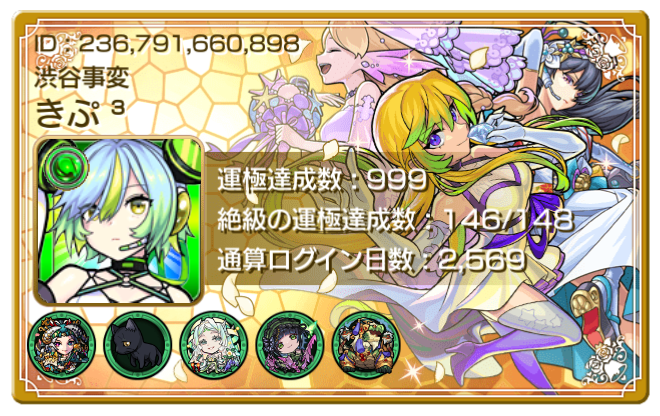 ID : 236,791,660,898
渋谷事変
きぷ ³
運極達成数 : 999
絶級の運極達成数 : 146/148
通算ログイン日数 : 2,569